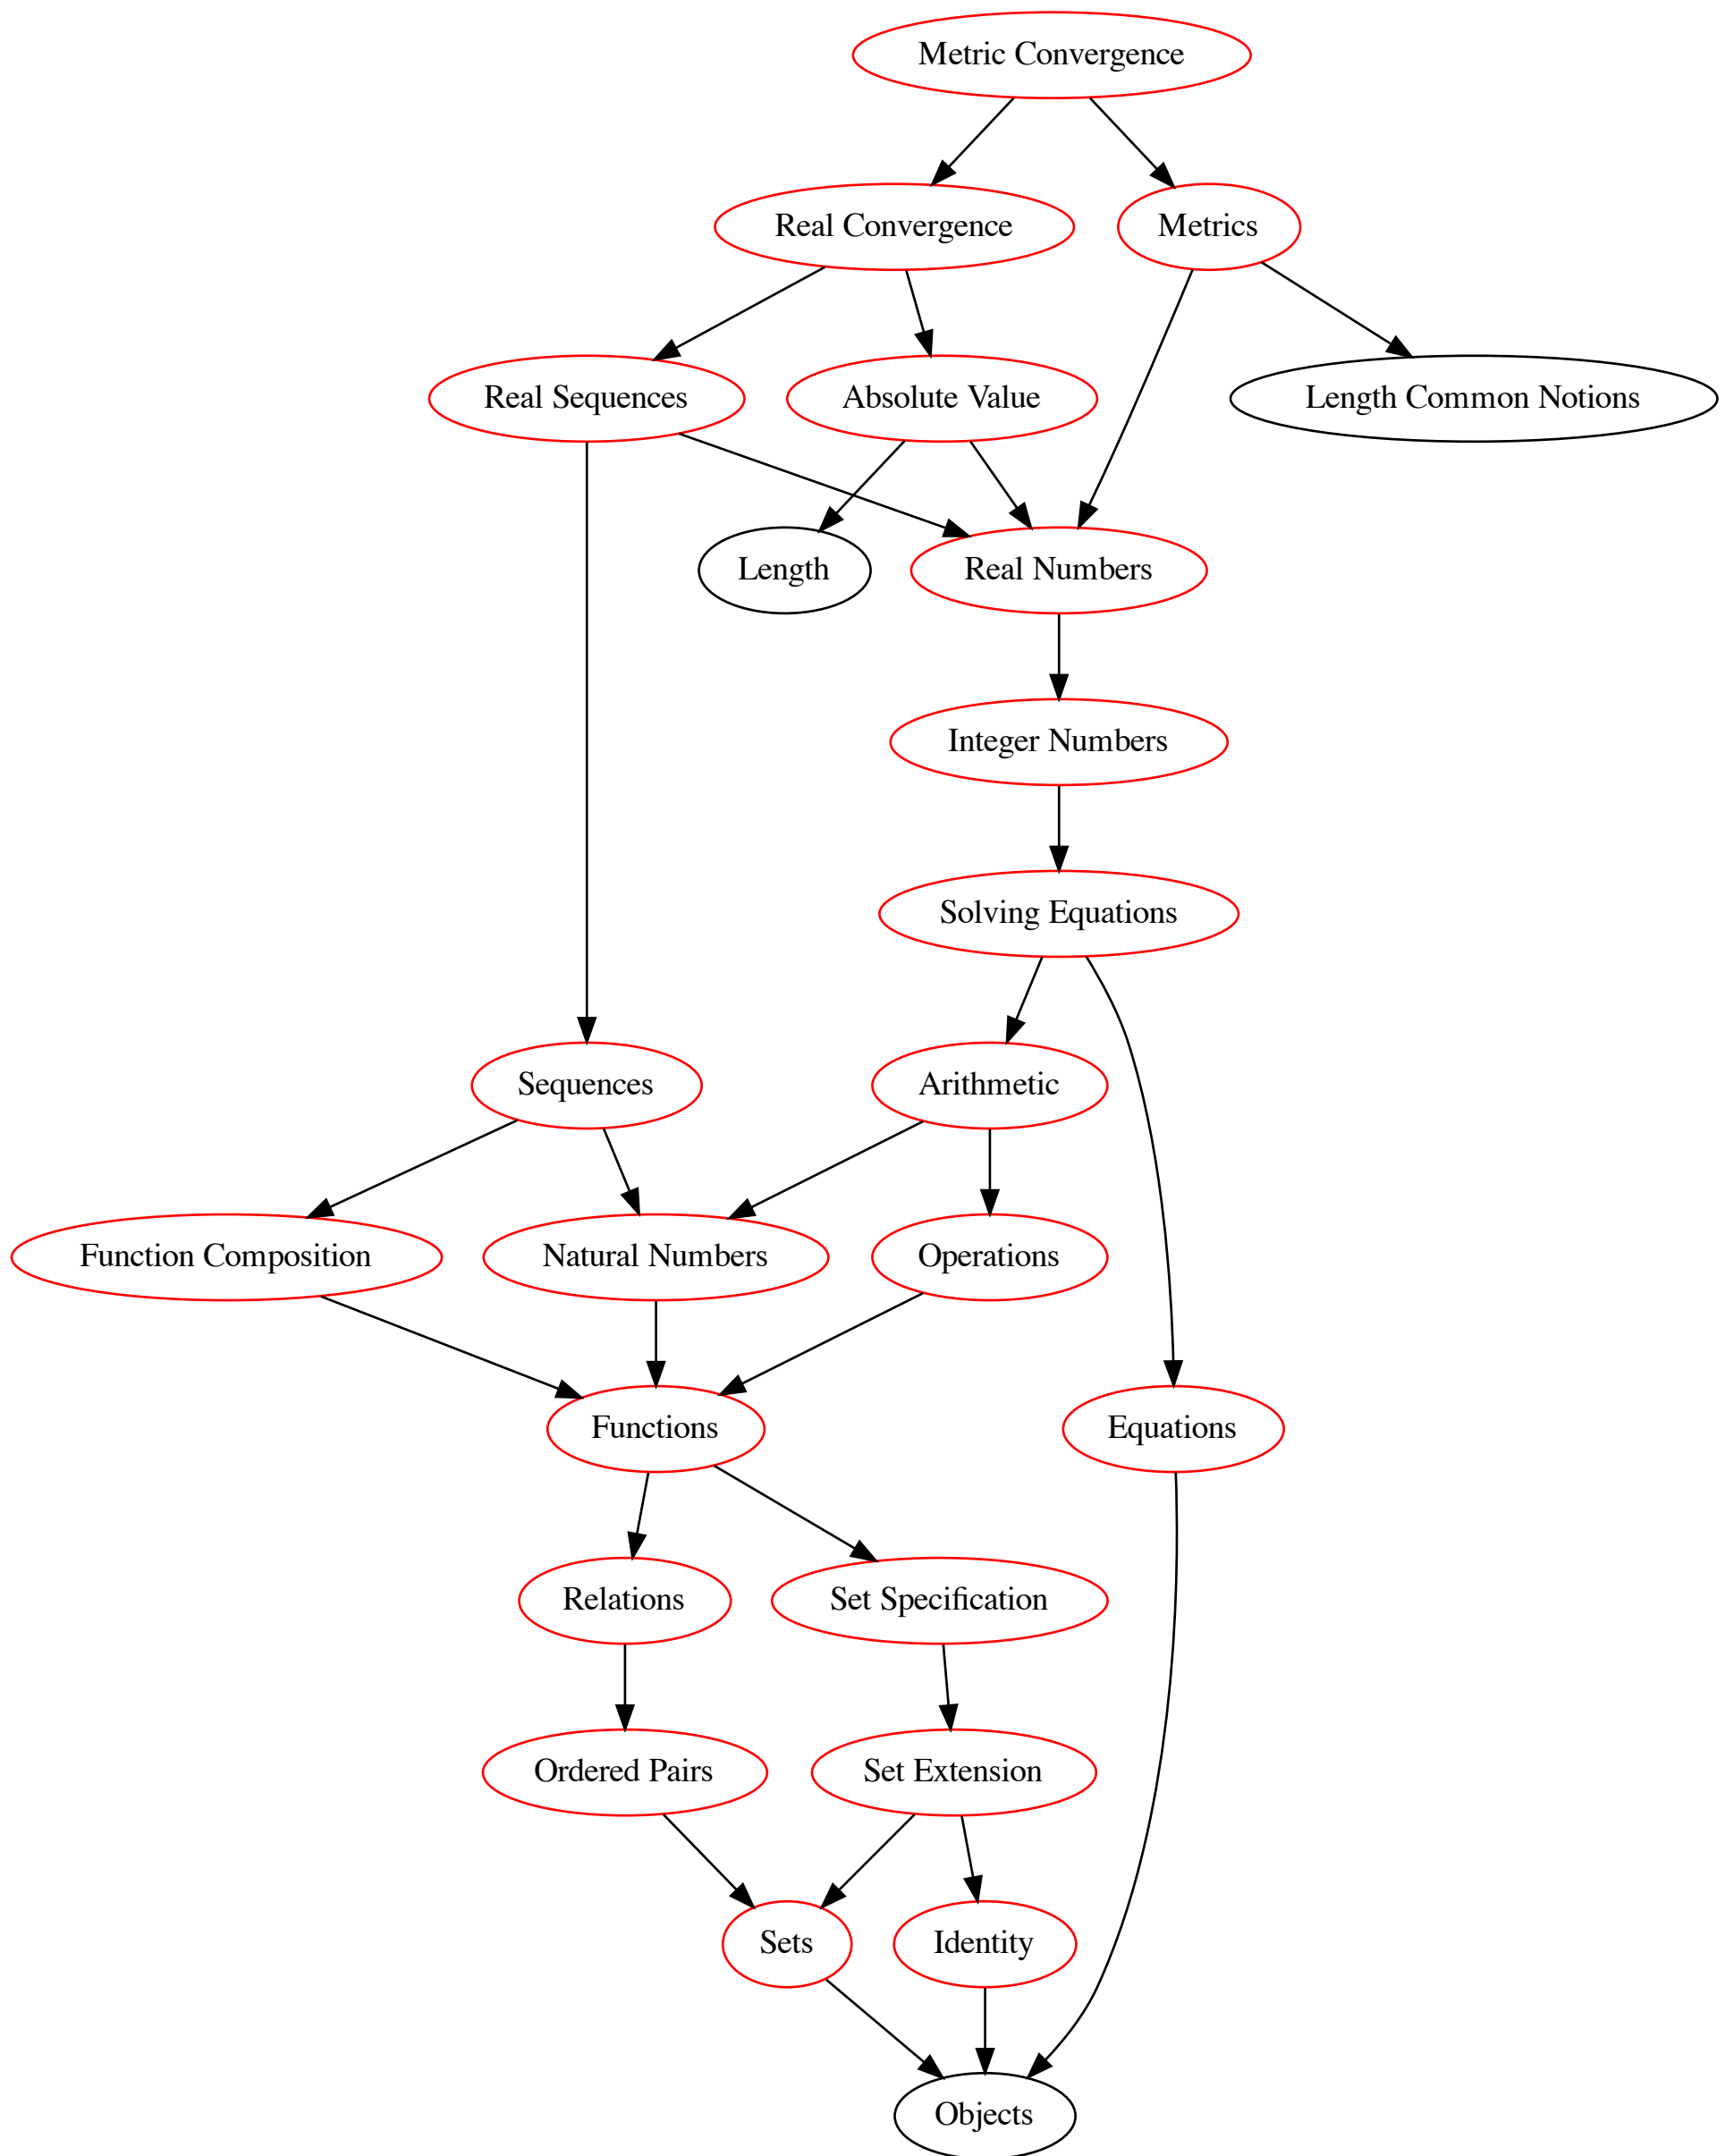 Metric Convergence
Real Convergence
Metrics
Real Sequences
Absolute Value
Length Common Notions
Length
Real Numbers
Integer Numbers
Solving Equations
Sequences
Arithmetic
Function Composition
Natural Numbers
Operations
Functions
Equations
Relations
Set Specification
Ordered Pairs
Set Extension
Sets
Identity
Objects